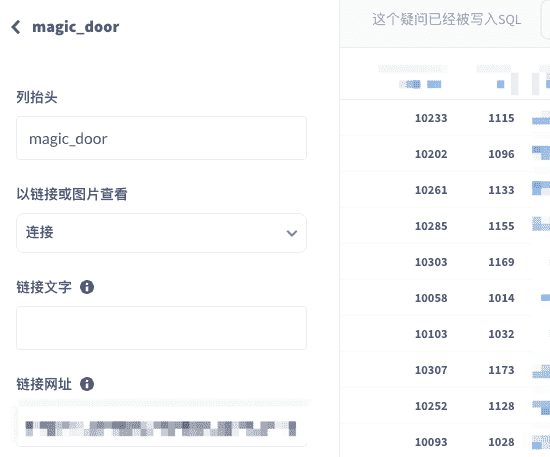 magic_door
这个疑问已经被写入SQL
列抬头
magic_door
以链接或图片查看
连接
链接文字
链接网址
10233 1115
10202 1096
10261 1133
10285 1155
10303 1169
10058 1014
10103 1032
10307 1173
10252 1128
10093 1028